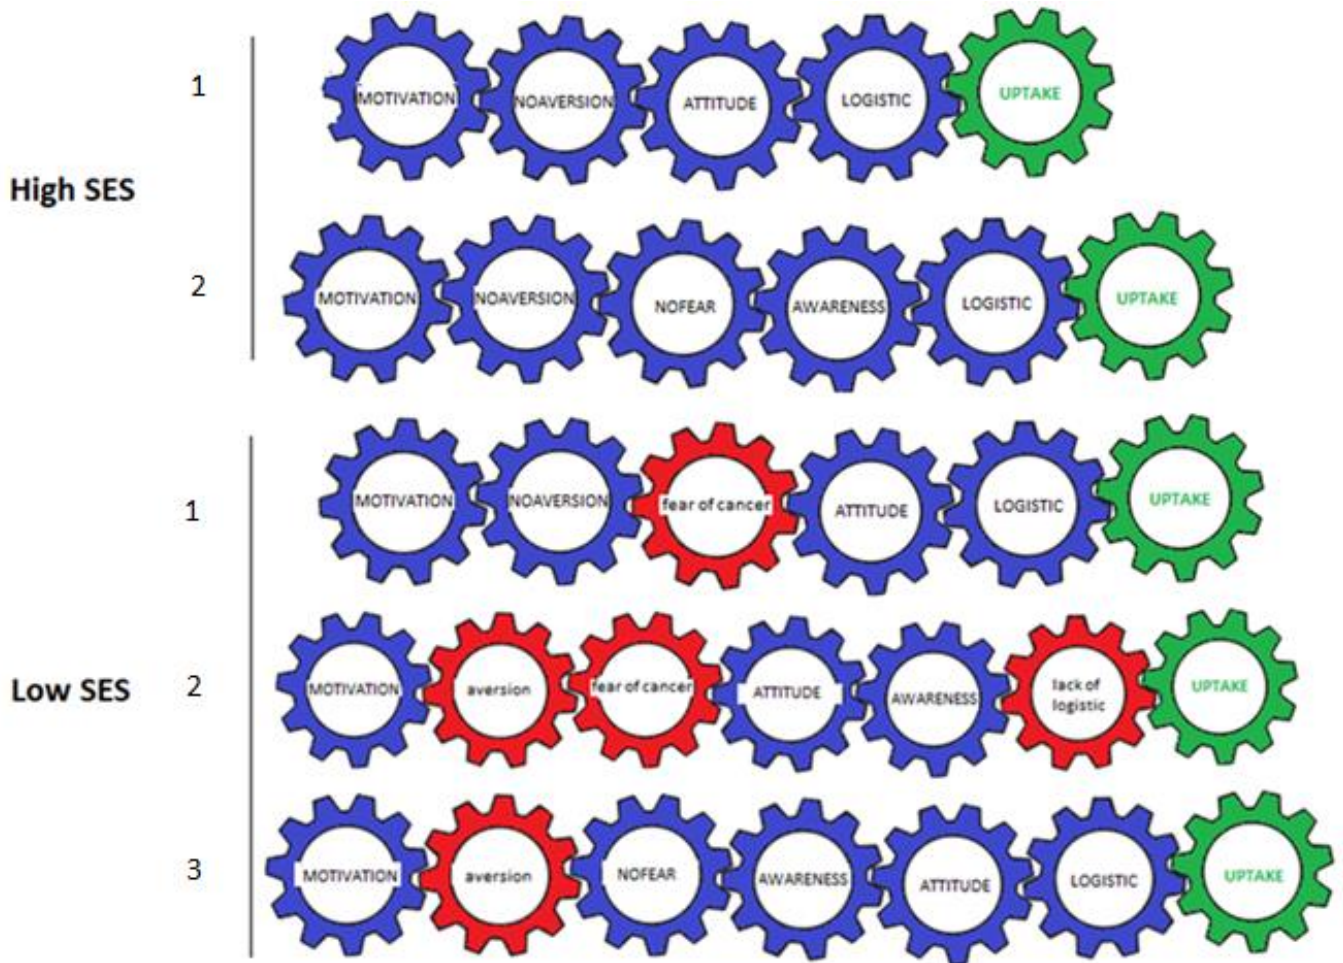 1
MOTIVATION NOAVERSION ATTITUDE LOGISTIC UPTAKE
High SES
2
MOTIVATION NOAVERSION NOFEAR AWARENESS LOGISTIC UPTAKE
1
MOTIVATION NOAVERSION fear of cancer ATTITUDE LOGISTIC UPTAKE
Low SES
2
MOTIVATION aversion fear of cancer ATTITUDE AWARENESS lack of
logistic
UPTAKE
3
MOTIVATION aversion NOFEAR AWARENESS ATTITUDE LOGISTIC UPTAKE